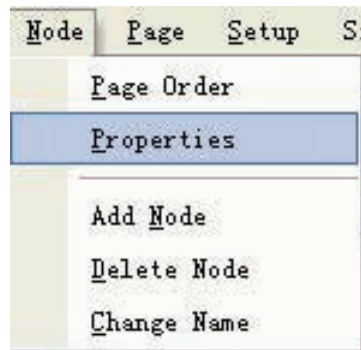 Node Page Setup S
Page Order
Properties
Add Node
Delete Node
Change Name